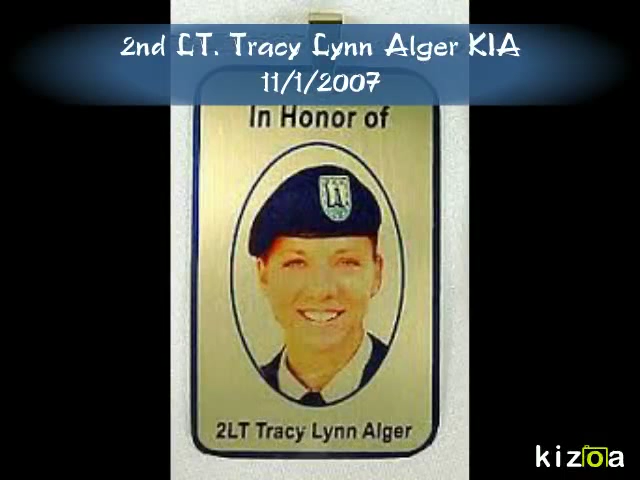 2nd LT. Tracy Lynn Alger KIA
11/1/2007
In Honor of
2LT Tracy Lynn Alger
kizoa